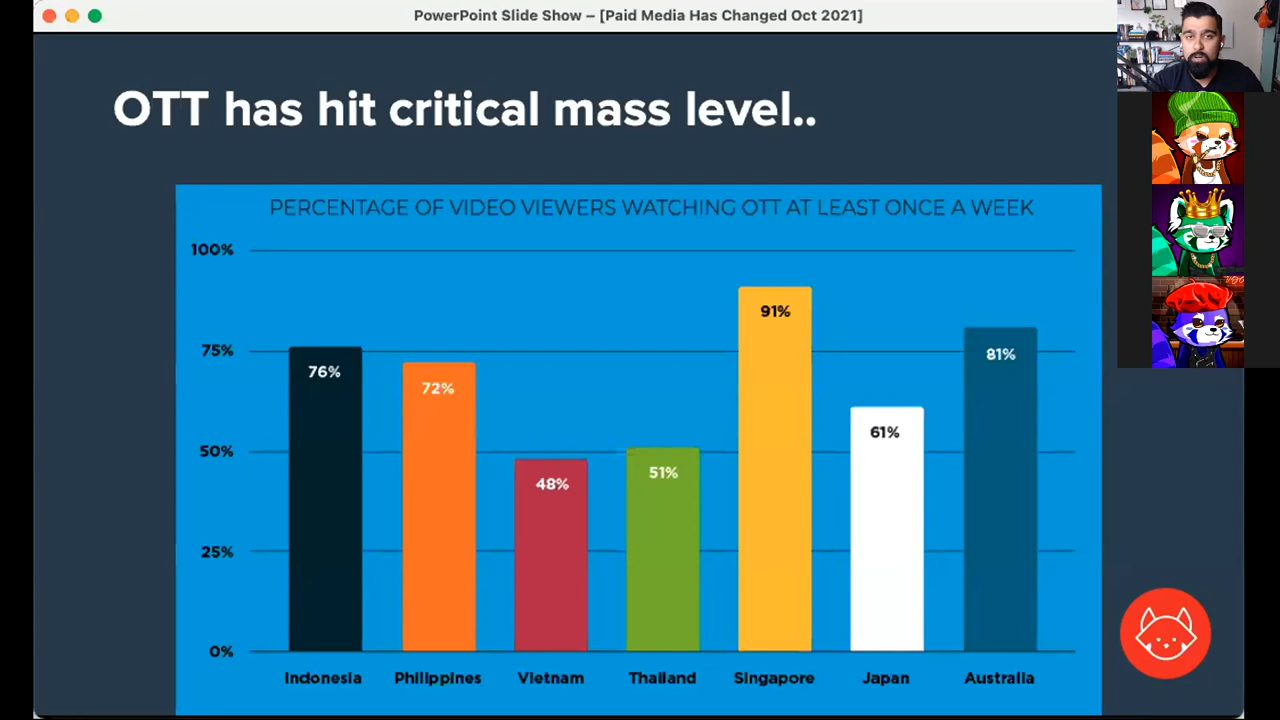 PowerPoint Slide Show – [Paid Media Has Changed Oct 2021]
OTT has hit critical mass level..
PERCENTAGE OF VIDEO VIEWERS WATCHING OTT AT LEAST ONCE A WEEK
100%
75%
50%
25%
0%
76%
72%
48%
51%
91%
61%
81%
Indonesia
Philippines
Vietnam
Thailand
Singapore
Japan
Australia